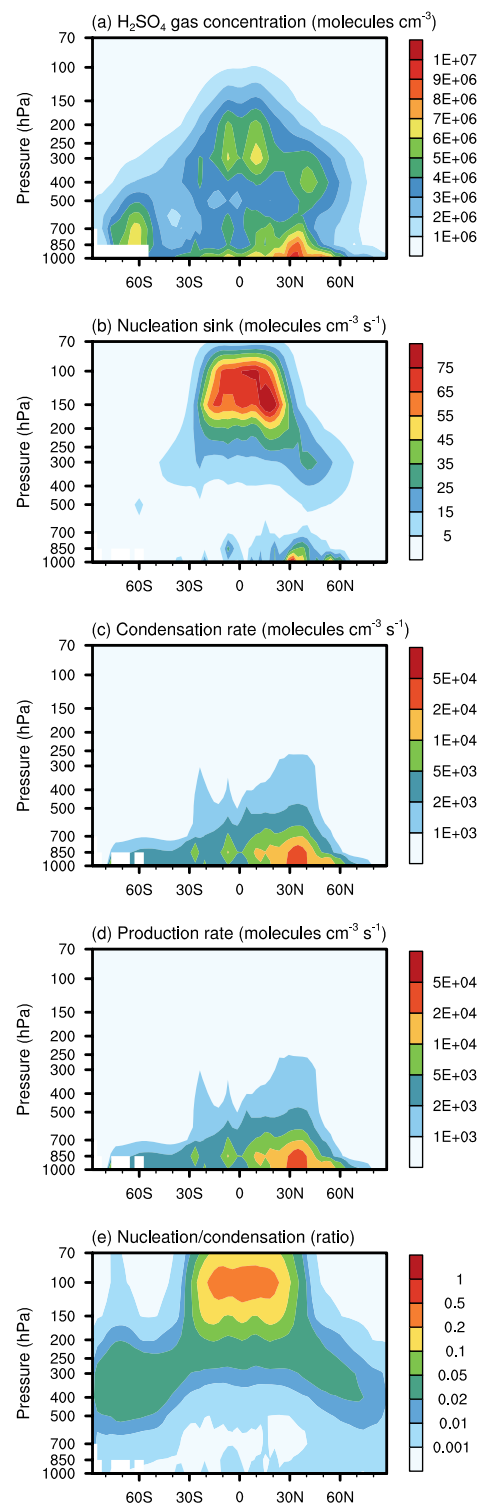 (a) H₂SO₄ gas concentration (molecules cm⁻³)
Pressure (hPa)
70
100
150
200
250
300
400
500
700
850
1000
60S 30S 0 30N 60N
1E+07
9E+06
8E+06
7E+06
6E+06
5E+06
4E+06
3E+06
2E+06
1E+06
(b) Nucleation sink (molecules cm⁻³ s⁻¹)
Pressure (hPa)
70
100
150
200
250
300
400
500
700
850
1000
60S 30S 0 30N 60N
75
65
55
45
35
25
15
5
(c) Condensation rate (molecules cm⁻³ s⁻¹)
Pressure (hPa)
70
100
150
200
250
300
400
500
700
850
1000
60S 30S 0 30N 60N
5E+04
2E+04
1E+04
5E+03
2E+03
1E+03
(d) Production rate (molecules cm⁻³ s⁻¹)
Pressure (hPa)
70
100
150
200
250
300
400
500
700
850
1000
60S 30S 0 30N 60N
5E+04
2E+04
1E+04
5E+03
2E+03
1E+03
(e) Nucleation/condensation (ratio)
Pressure (hPa)
70
100
150
200
250
300
400
500
700
850
1000
60S 30S 0 30N 60N
1
0.5
0.2
0.1
0.05
0.02
0.01
0.001